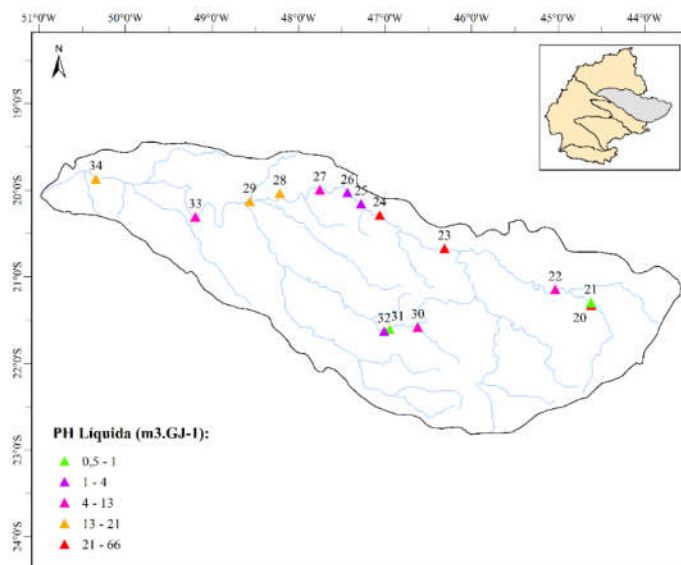 51°0'W 50°0'W 49°0'W 48°0'W 47°0'W 46°0'W 45°0'W 44°0'W
N
19°0'S
20°0'S
21°0'S
22°0'S
23°0'S
24°0'S
34
33
29
28
27
26
25
24
23
22
21
20
32
31
30
PH Líquida (m3.GJ-1):
0,5 - 1
1 - 4
4 - 13
13 - 21
21 - 66